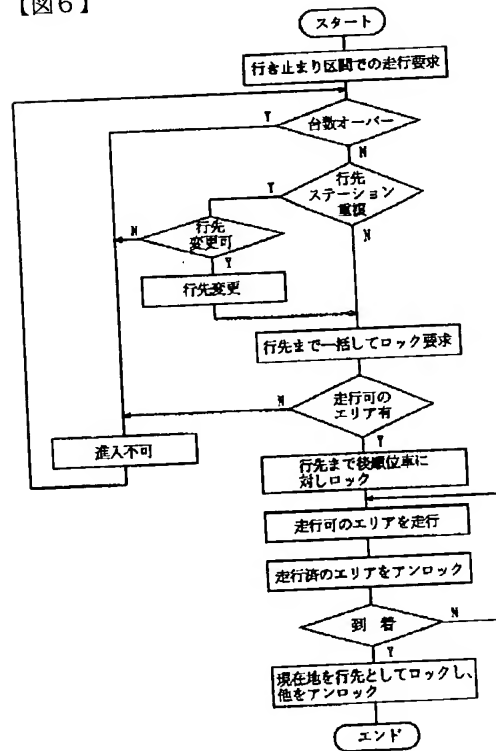 【図6】
スタート
行き止まり区間での走行要求
Y
台数オーバー
N
行先
ステーション
重複
Y
N
行先
変更可
N
Y
行先変更
行先まで一括してロック要求
走行可の
エリア有
N
Y
進入不可
行先まで後順位車に
対しロック
走行可のエリアを走行
走行済のエリアをアンロック
到着
N
Y
現在地を行先としてロックし、
他をアンロック
エンド